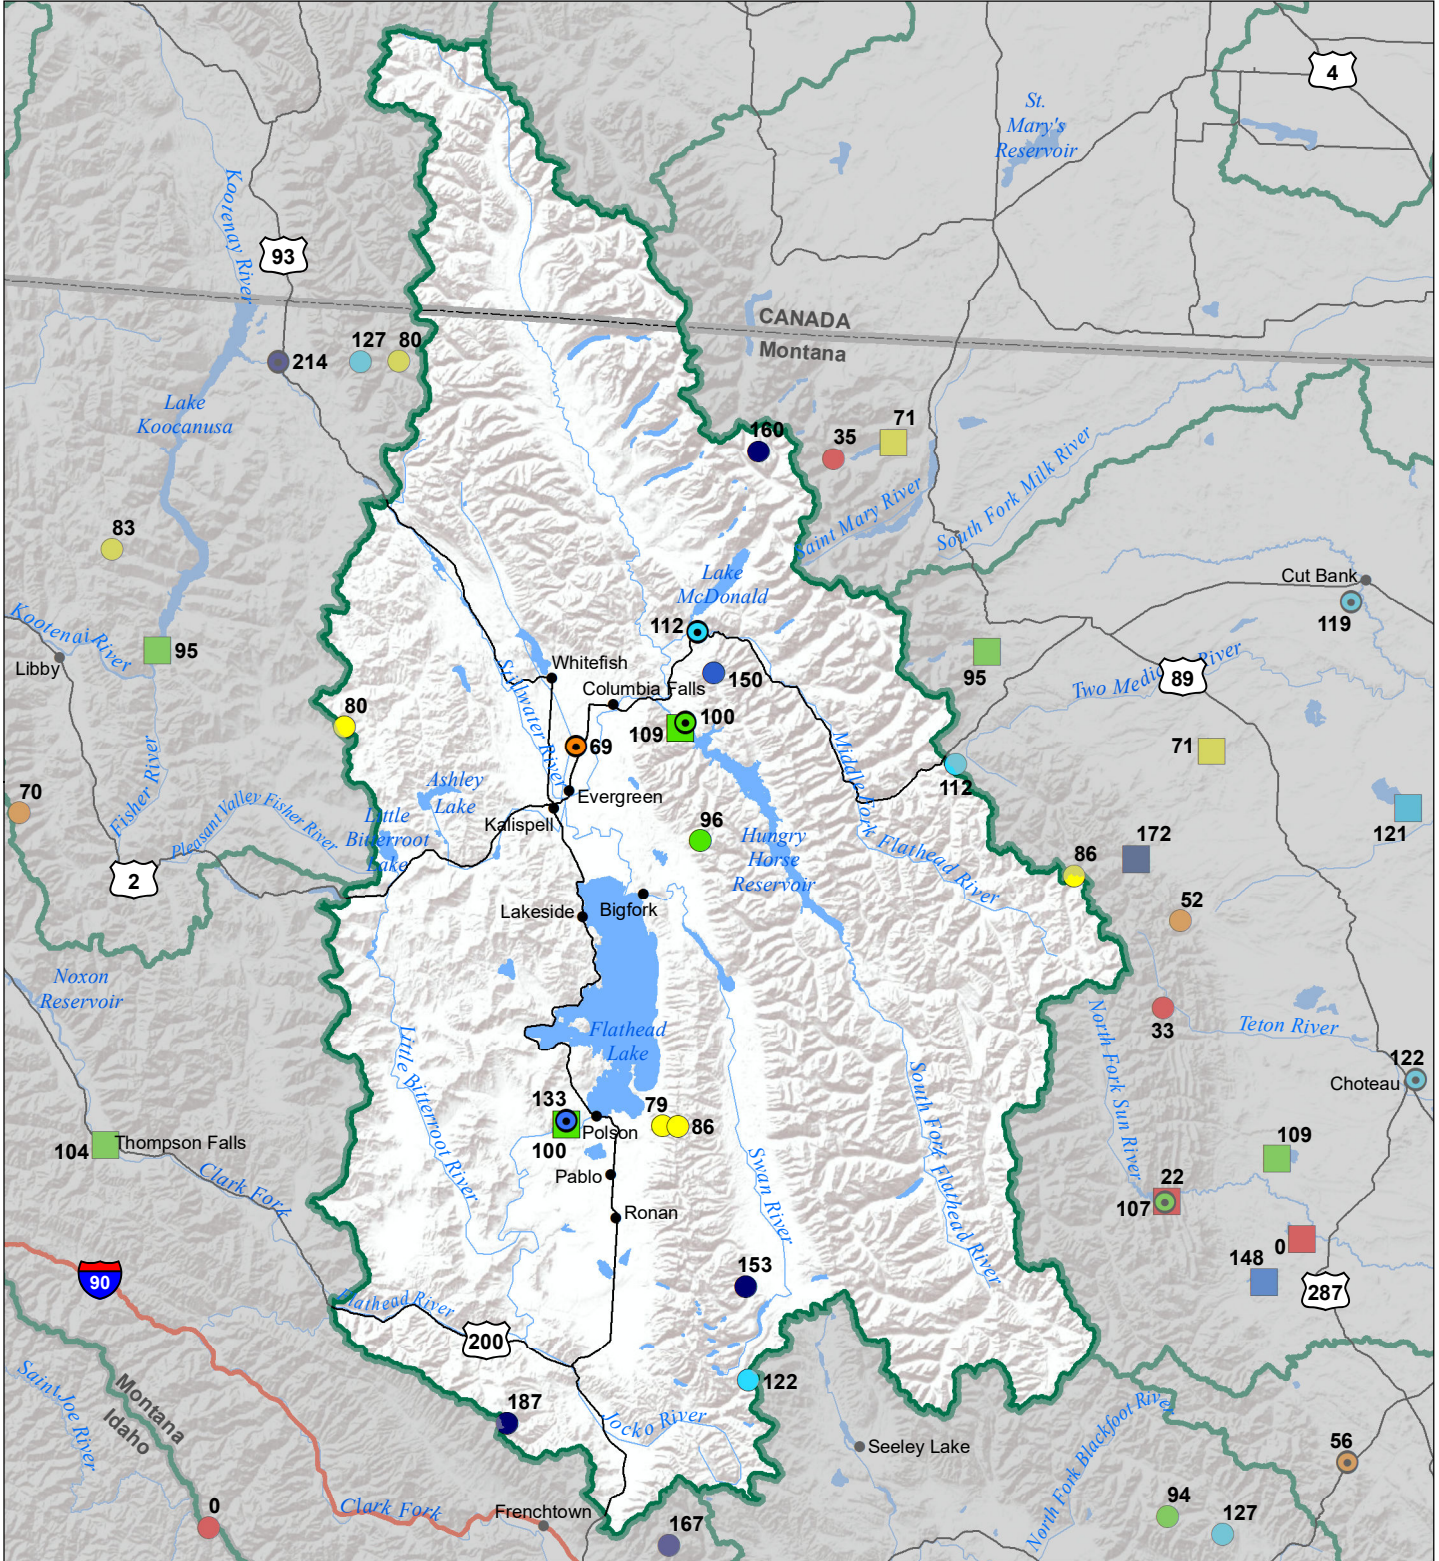 4
St.
Mary's
Reservoir
Kootenay River
93
CANADA
Montana
214
127
80
Lake
Koocanusa
160
35
71
South Fork Milk River
Saint Mary River
83
Lake
McDonald
Cut Bank
119
Kootenai River
Libby
95
112
Whitefish
150
Columbia Falls
95
Two Medic River
89
Stillwater River
80
100
109
69
71
Middle Fork Flathead River
112
Fisher River
70
Ashley
Lake
Evergreen
Kalispell
Little
Bitterroot
Lake
Pleasant Valley Fisher River
121
96
Hungry
Horse
Reservoir
172
86
2
52
Lakeside
Bigfork
Noxon
Reservoir
33
North Fork Sun River
Teton River
Flathead
Lake
Little Bitterroot River
122
Choteau
South Fork Flathead River
133
100
Polson
79
86
104
Thompson Falls
109
Clark Fork
Pablo
Swan River
22
107
Ronan
0
148
287
153
90
Flathead River
200
122
Montana
Idaho
Saint Joe River
187
Jocko River
Seeley Lake
North Fork Blackfoot River
56
94
127
0
Clark Fork
Frenchtown
167